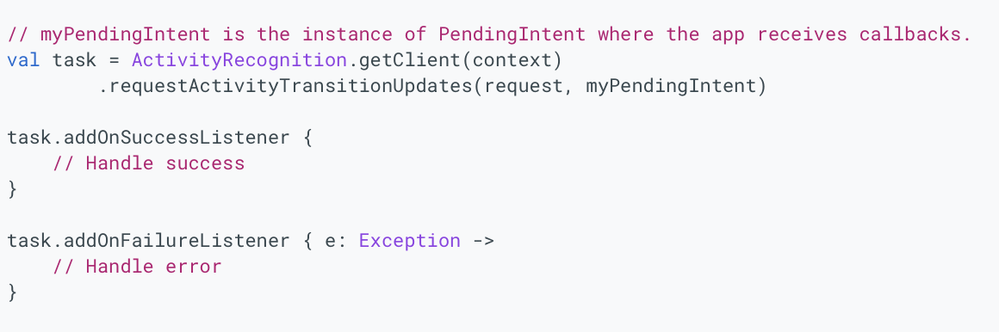 // myPendingIntent is the instance of PendingIntent where the app receives callbacks.
val task = ActivityRecognition.getClient(context)
        .requestActivityTransitionUpdates(request, myPendingIntent)

task.addOnSuccessListener {
    // Handle success
}

task.addOnFailureListener { e: Exception ->
    // Handle error
}